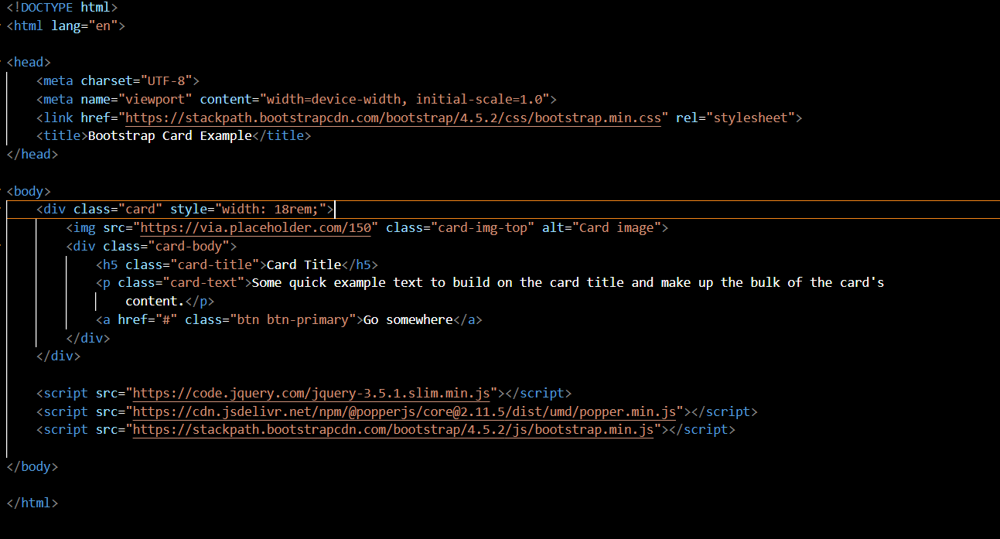 <!DOCTYPE html>
<html lang="en">
<head>
<meta charset="UTF-8">
<meta name="viewport" content="width=device-width, initial-scale=1.0">
<link href="https://stackpath.bootstrapcdn.com/bootstrap/4.5.2/css/bootstrap.min.css" rel="stylesheet">
<title>Bootstrap Card Example</title>
</head>
<body>
<div class="card" style="width: 18rem;">
<img src="https://via.placeholder.com/150" class="card-img-top" alt="Card image">
<div class="card-body">
<h5 class="card-title">Card Title</h5>
<p class="card-text">Some quick example text to build on the card title and make up the bulk of the card's
content.</p>
<a href="#" class="btn btn-primary">Go somewhere</a>
</div>
</div>
<script src="https://code.jquery.com/jquery-3.5.1.slim.min.js"></script>
<script src="https://cdn.jsdelivr.net/npm/@popperjs/core@2.11.5/dist/umd/popper.min.js"></script>
<script src="https://stackpath.bootstrapcdn.com/bootstrap/4.5.2/js/bootstrap.min.js"></script>
</body>
</html>